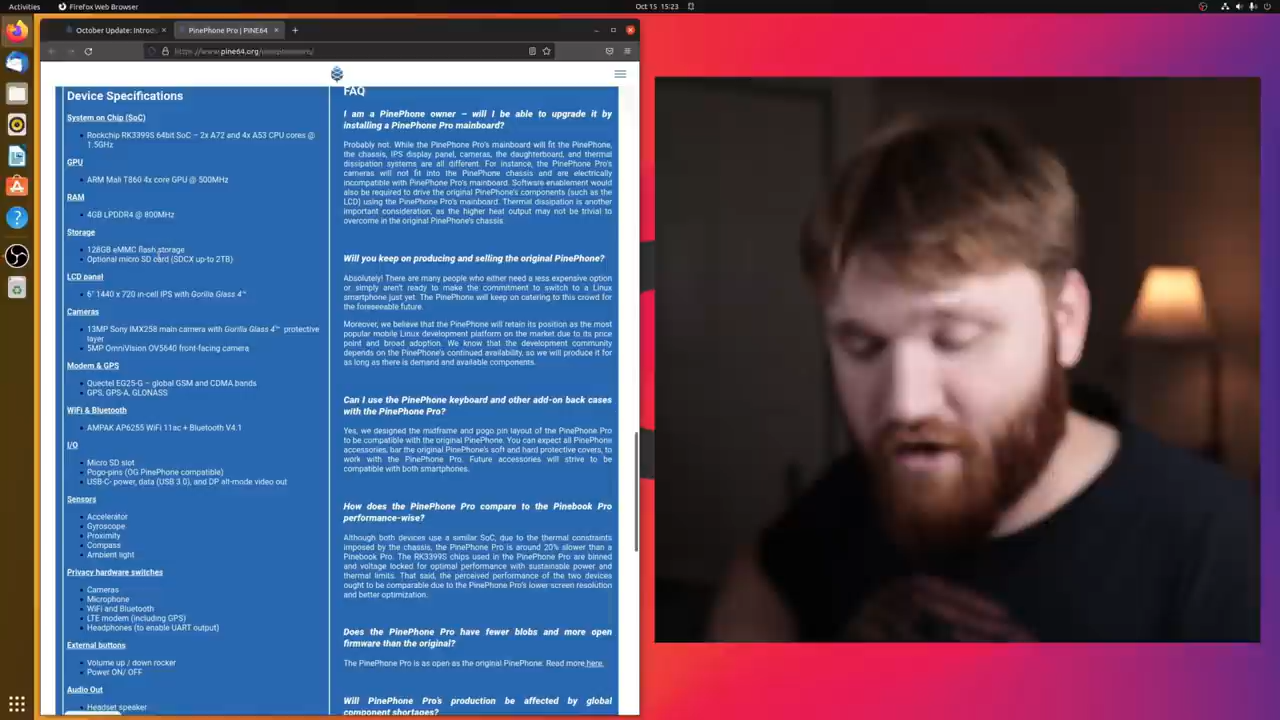 Activities
Firefox Web Browser
Oct 15 15:23
October Update: Introdu
PinePhone Pro | PINE64
https://www.pine64.org/pinephonepro/
Device Specifications
System on Chip (SoC)
Rockchip RK3399S 64bit SoC – 2x A72 and 4x A53 CPU cores @
1.5GHz
GPU
ARM Mali T860 4x core GPU @ 500MHz
RAM
4GB LPDDR4 @ 800MHz
Storage
128GB eMMC flash storage
Optional micro SD card (SDCX up-to 2TB)
LCD panel
6" 1440 x 720 in-cell IPS with Gorilla Glass 4™
Cameras
13MP Sony IMX258 main camera with Gorilla Glass 4™ protective
layer
5MP OmniVision OV5640 front-facing camera
Modem & GPS
Quectel EG25-G – global GSM and CDMA bands
GPS, GPS-A, GLONASS
WiFi & Bluetooth
AMPAK AP6255 WiFi 11ac + Bluetooth V4.1
I/O
Micro SD slot
Pogo-pins (OG PinePhone compatible)
USB-C- power, data (USB 3.0), and DP alt-mode video out
Sensors
Accelerator
Gyroscope
Proximity
Compass
Ambient light
Privacy hardware switches
Cameras
Microphone
WiFi and Bluetooth
LTE modem (including GPS)
Headphones (to enable UART output)
External buttons
Volume up / down rocker
Power ON/ OFF
Audio Out
Headset speaker
FAQ
I am a PinePhone owner – will I be able to upgrade it by
installing a PinePhone Pro mainboard?
Probably not. While the PinePhone Pro's mainboard will fit the PinePhone,
the chassis, IPS display panel, cameras, the daughterboard, and thermal
dissipation systems are all different. For instance, the PinePhone Pro's
cameras will not fit into the PinePhone chassis and are electrically
incompatible with PinePhone Pro's mainboard. Software enablement would
also be required to drive the original PinePhone's components (such as the
LCD) using the PinePhone Pro's mainboard. Thermal dissipation is another
important consideration, as the higher heat output may not be trivial to
overcome in the original PinePhone's chassis.
Will you keep on producing and selling the original PinePhone?
Absolutely! There are many people who either need a less expensive option
or simply aren't ready to make the commitment to switch to a Linux
smartphone just yet. The PinePhone will keep on catering to this crowd for
the foreseeable future.
Moreover, we believe that the PinePhone will retain its position as the most
popular mobile Linux development platform on the market due to its price
point and broad adoption. We know that the development community
depends on the PinePhone's continued availability, so we will produce it for
as long as there is demand and available components.
Can I use the PinePhone keyboard and other add-on back cases
with the PinePhone Pro?
Yes, we designed the midframe and pogo pin layout of the PinePhone Pro
to be compatible with the original PinePhone. You can expect all PinePhone
accessories, bar the original PinePhone's soft and hard protective covers, to
work with the PinePhone Pro. Future accessories will strive to be
compatible with both smartphones.
How does the PinePhone Pro compare to the Pinebook Pro
performance-wise?
Although both devices use a similar SoC, due to the thermal constraints
imposed by the chassis, the PinePhone Pro is around 20% slower than a
Pinebook Pro. The RK3399S chips used in the PinePhone Pro are binned
and voltage locked for optimal performance with sustainable power and
thermal limits. That said, the perceived performance of the two devices
ought to be comparable due to the PinePhone Pro's lower screen resolution
and better optimization.
Does the PinePhone Pro have fewer blobs and more open
firmware than the original?
The PinePhone Pro is as open as the original PinePhone. Read more here.
Will PinePhone Pro's production be affected by global
component shortages?